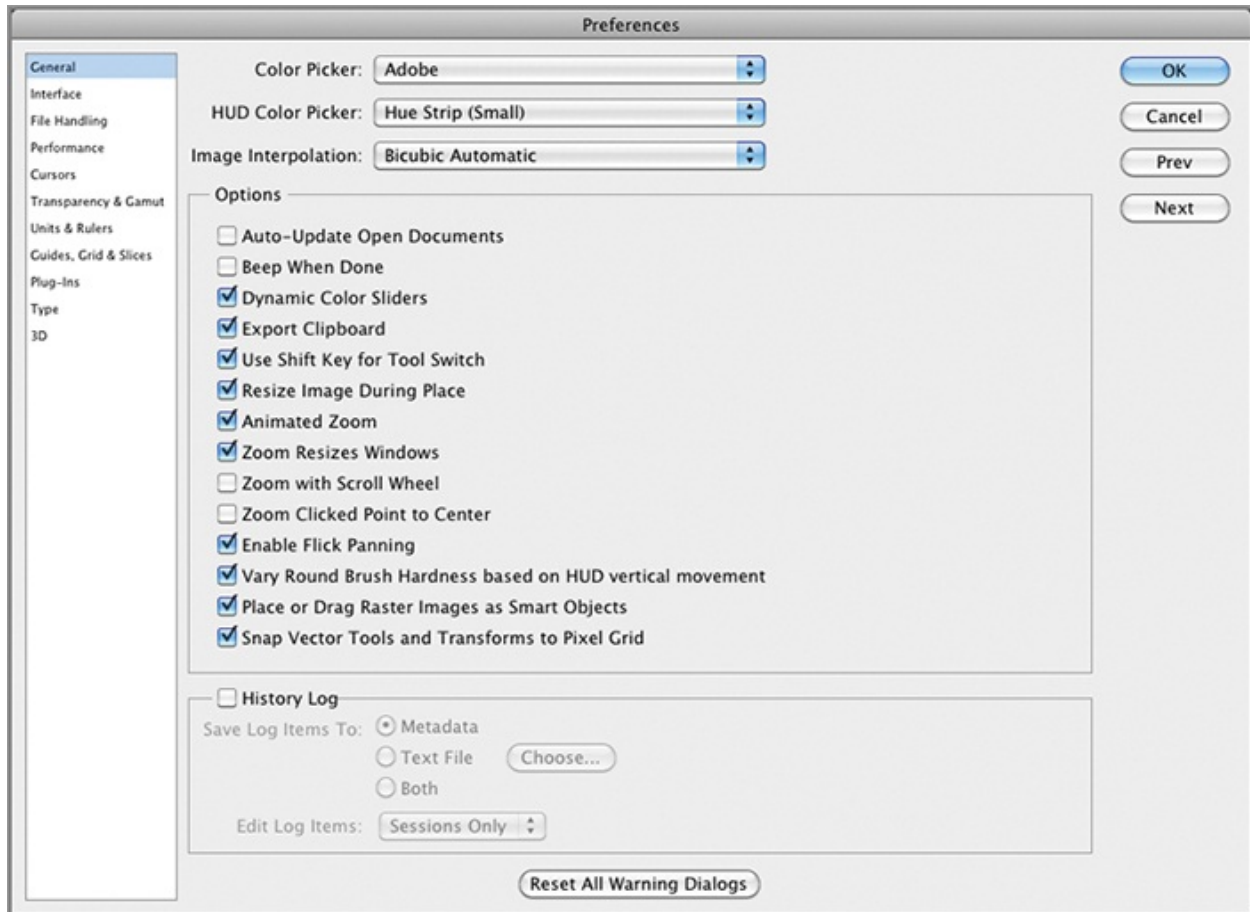 Preferences
General
Interface
File Handling
Performance
Cursors
Transparency & Gamut
Units & Rulers
Guides, Grid & Slices
Plug-Ins
Type
3D
Color Picker: Adobe
HUD Color Picker: Hue Strip (Small)
Image Interpolation: Bicubic Automatic
Options
Auto-Update Open Documents
Beep When Done
Dynamic Color Sliders
Export Clipboard
Use Shift Key for Tool Switch
Resize Image During Place
Animated Zoom
Zoom Resizes Windows
Zoom with Scroll Wheel
Zoom Clicked Point to Center
Enable Flick Panning
Vary Round Brush Hardness based on HUD vertical movement
Place or Drag Raster Images as Smart Objects
Snap Vector Tools and Transforms to Pixel Grid
History Log
Save Log Items To: Metadata
Text File Choose...
Both
Edit Log Items: Sessions Only
Reset All Warning Dialogs
OK
Cancel
Prev
Next